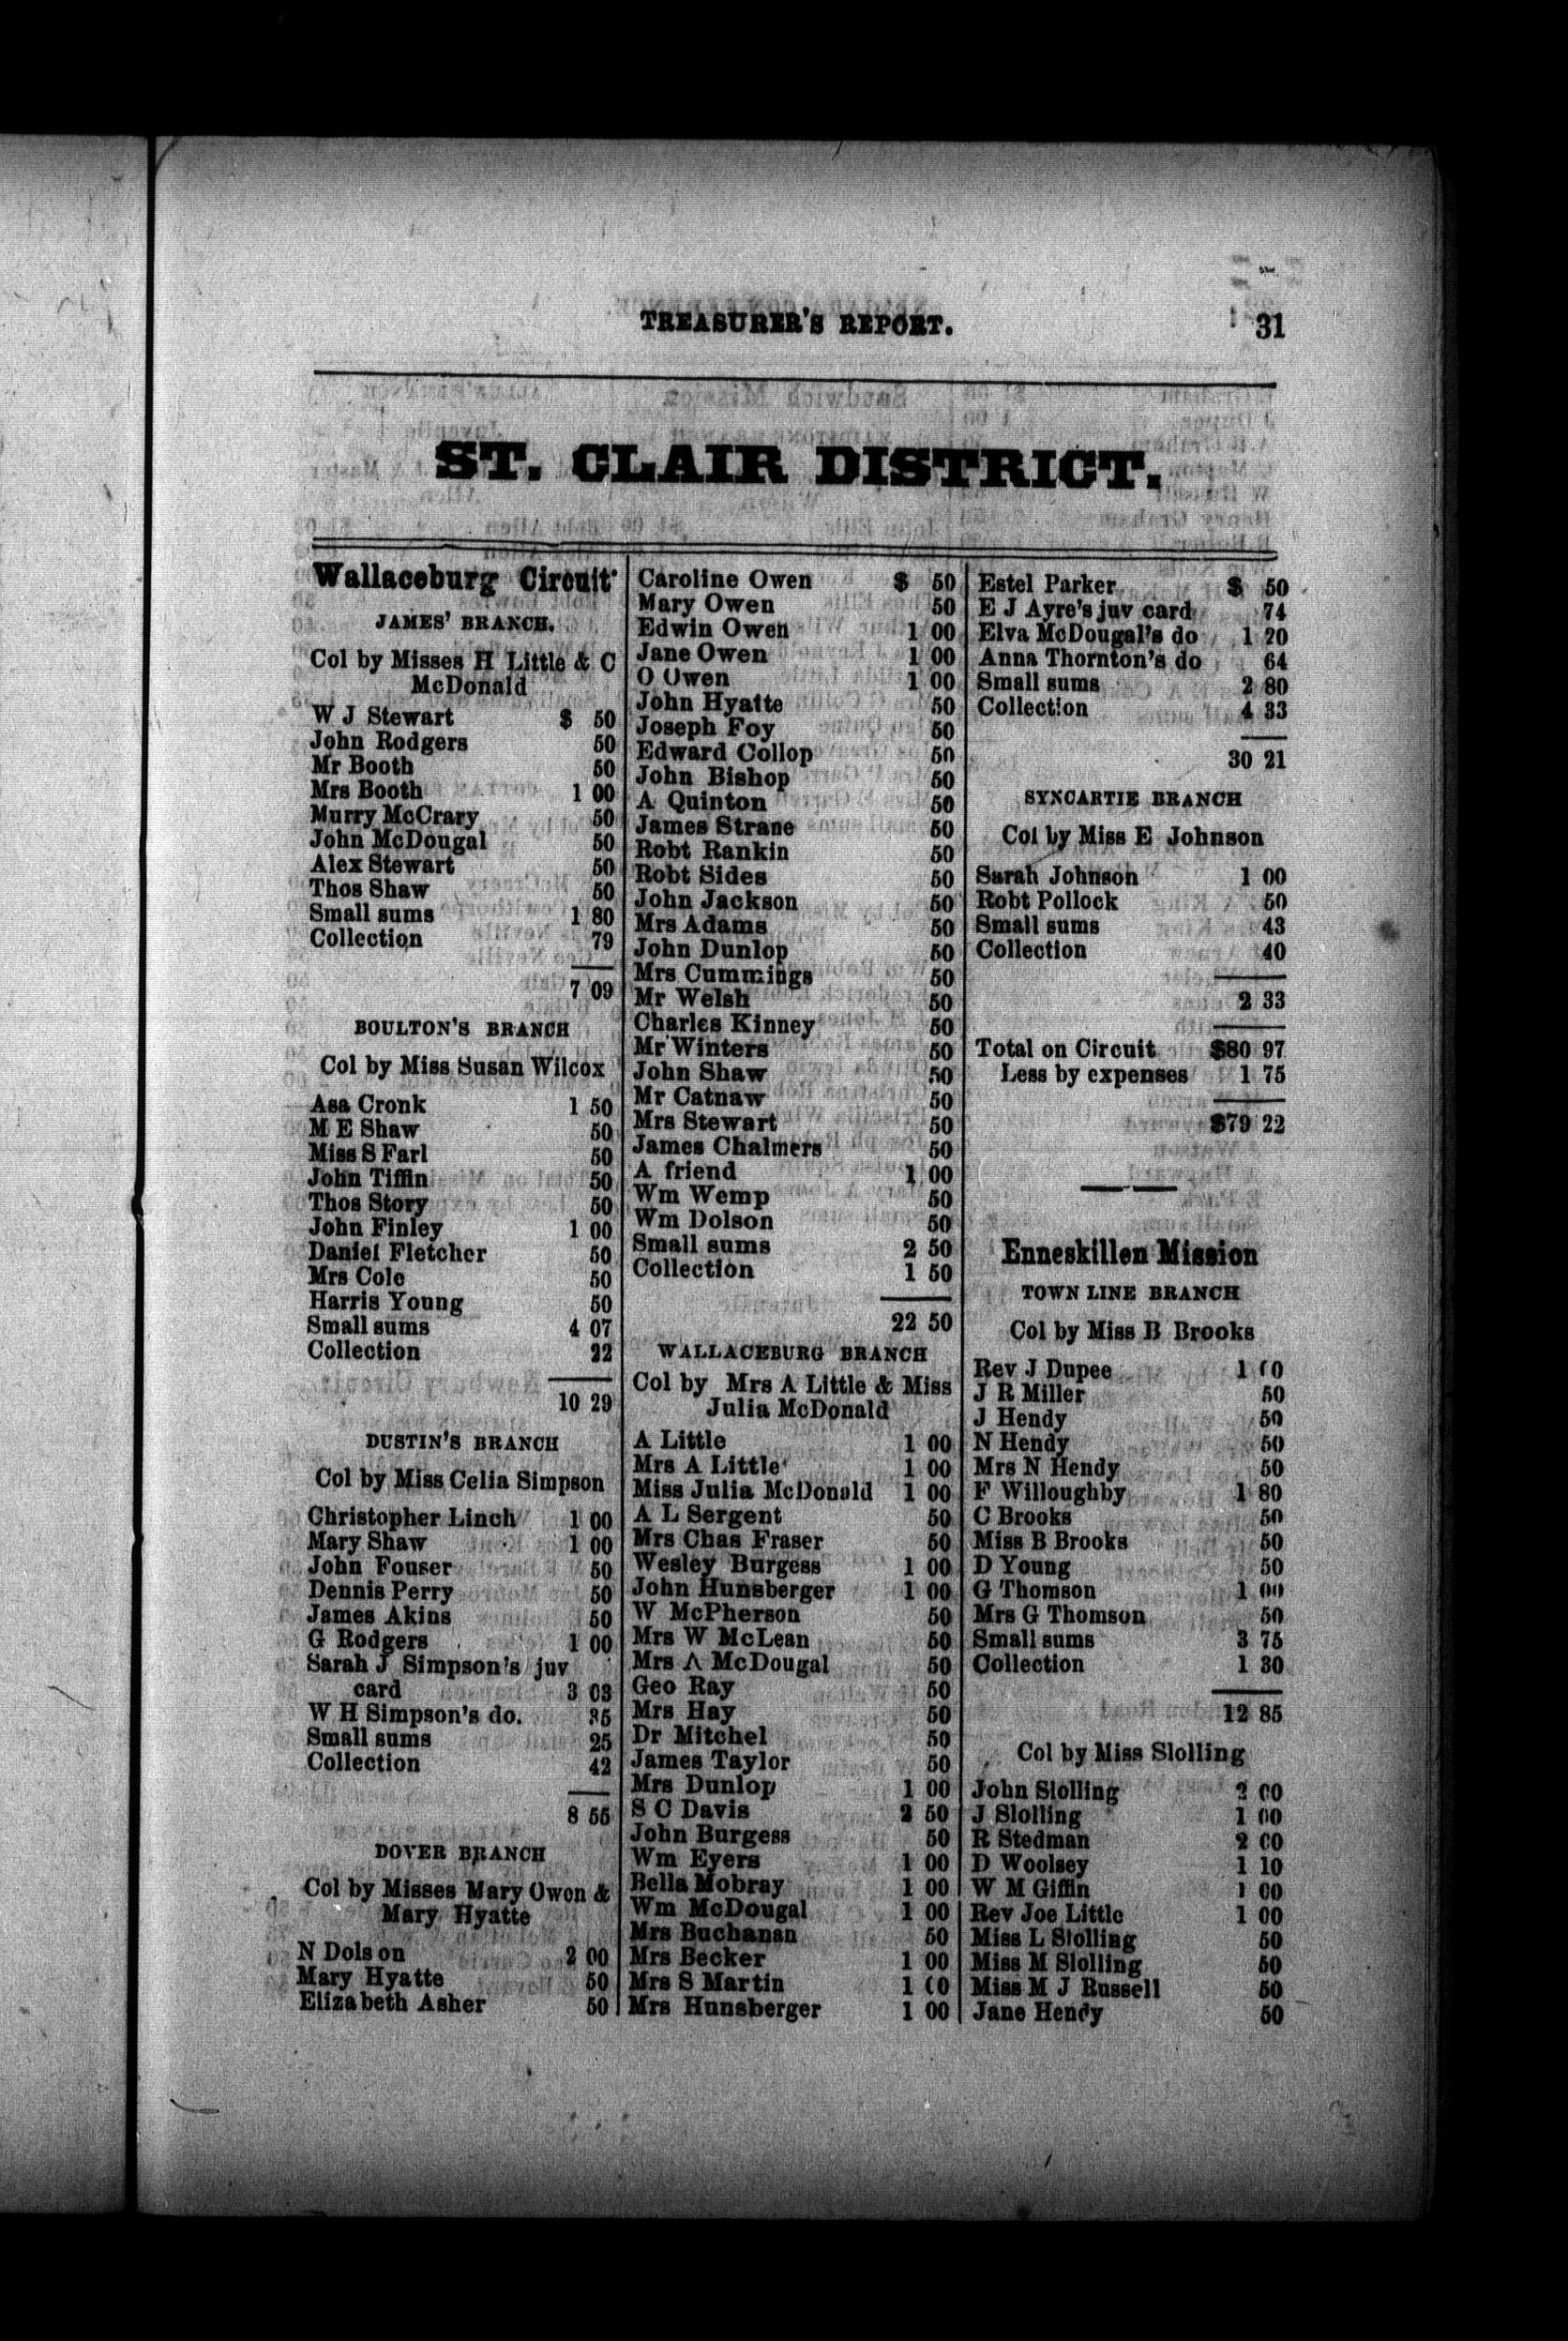 TREASURER'S REPORT. 31
ST. CLAIR DISTRICT.
Wallaceburg Circuit
JAMES' BRANCH.
Col by Misses H Little & C
McDonald
W J Stewart $ 50
John Rodgers 50
Mr Booth 50
Mrs Booth 1 00
Murry McCrary 50
John McDougal 50
Alex Stewart 50
Thos Shaw 50
Small sums 1 80
Collection 79
7 09
BOULTON'S BRANCH
Col by Miss Susan Wilcox
Asa Cronk 1 50
M E Shaw 50
Miss S Farl 50
John Tiffin 50
Thos Story 50
John Finley 1 00
Daniel Fletcher 50
Mrs Cole 50
Harris Young 50
Small sums 4 07
Collection 22
10 29
DUSTIN'S BRANCH
Col by Miss Celia Simpson
Christopher Linch 1 00
Mary Shaw 1 00
John Fouser 50
Dennis Perry 50
James Akins 50
G Rodgers 1 00
Sarah J Simpson's juv
card 3 03
W H Simpson's do. 35
Small sums 25
Collection 42
8 55
DOVER BRANCH
Col by Misses Mary Owen &
Mary Hyatte
N Dolson 2 00
Mary Hyatte 50
Elizabeth Asher 50
Caroline Owen $ 50
Mary Owen 50
Edwin Owen 1 00
Jane Owen 1 00
O Owen 1 00
John Hyatte 50
Joseph Foy 50
Edward Collop 50
John Bishop 50
A Quinton 50
James Strane 50
Robt Rankin 50
Robt Sides 50
John Jackson 50
Mrs Adams 50
John Dunlop 50
Mrs Cummings 50
Mr Welsh 50
Charles Kinney 50
Mr Winters 50
John Shaw 50
Mr Catnaw 50
Mrs Stewart 50
James Chalmers 50
A friend 1 00
Wm Wemp 50
Wm Dolson 50
Small sums 2 50
Collection 1 50
22 50
WALLACEBURG BRANCH
Col by Mrs A Little & Miss
Julia McDonald
A Little 1 00
Mrs A Little 1 00
Miss Julia McDonald 1 00
A L Sergent 50
Mrs Chas Fraser 50
Wesley Burgess 1 00
John Hunsberger 1 00
W McPherson 50
Mrs W McLean 50
Mrs A McDougal 50
Geo Ray 50
Mrs Hay 50
Dr Mitchel 50
James Taylor 50
Mrs Dunlop 1 00
S C Davis 2 50
John Burgess 50
Wm Eyers 1 00
Bella Mobray 1 00
Wm McDougal 1 00
Mrs Buchanan 50
Mrs Becker 1 00
Mrs S Martin 1 00
Mrs Hunsberger 1 00
Estel Parker $ 50
E J Ayre's juv card 74
Elva McDougal's do 1 20
Anna Thornton's do 64
Small sums 2 80
Collection 4 33
30 21
SYNCARTIE BRANCH
Col by Miss E Johnson
Sarah Johnson 1 00
Robt Pollock 50
Small sums 43
Collection 40
2 33
Total on Circuit $80 97
Less by expenses 1 75
$79 22
Enneskillen Mission
TOWN LINE BRANCH
Col by Miss B Brooks
Rev J Dupee 1 00
J R Miller 50
J Hendy 50
N Hendy 50
Mrs N Hendy 50
F Willoughby 1 80
C Brooks 50
Miss B Brooks 50
D Young 50
G Thomson 1 00
Mrs G Thomson 50
Small sums 3 75
Collection 1 30
12 85
Col by Miss Slolling
John Slolling 2 00
J Slolling 1 00
R Stedman 2 00
D Woolsey 1 10
W M Giffin 1 00
Rev Joe Little 1 00
Miss L Slolling 50
Miss M Slolling 50
Miss M J Russell 50
Jane Hendy 50